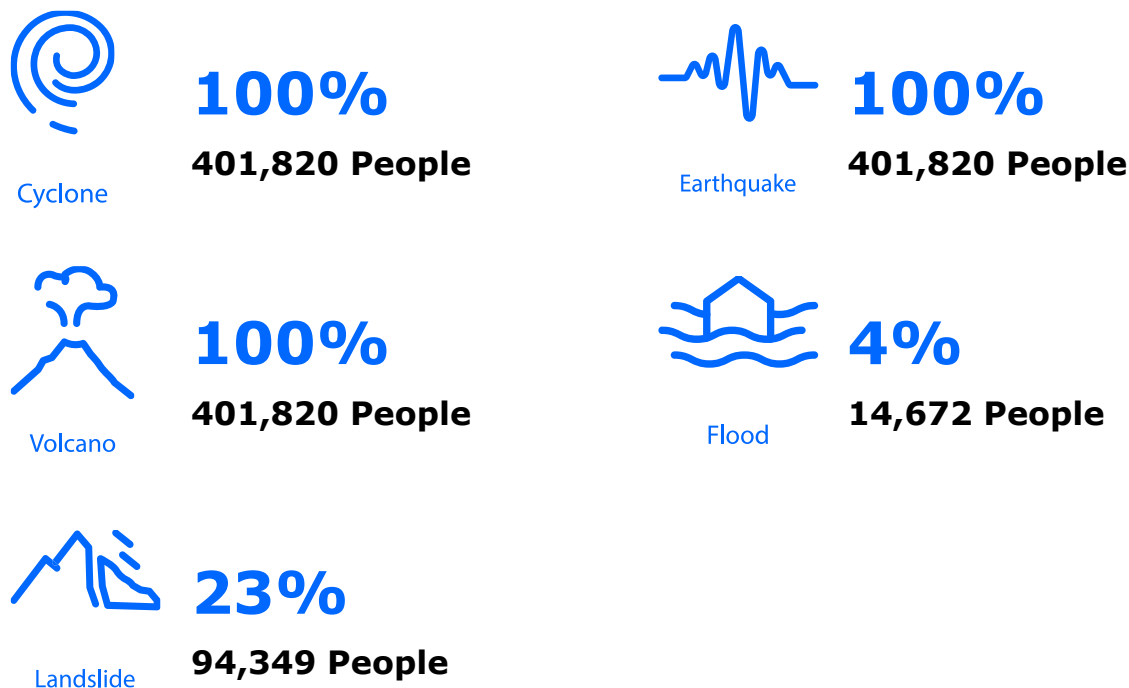 100%
401,820 People
Cyclone
100%
401,820 People
Earthquake
100%
401,820 People
Volcano
4%
14,672 People
Flood
23%
94,349 People
Landslide